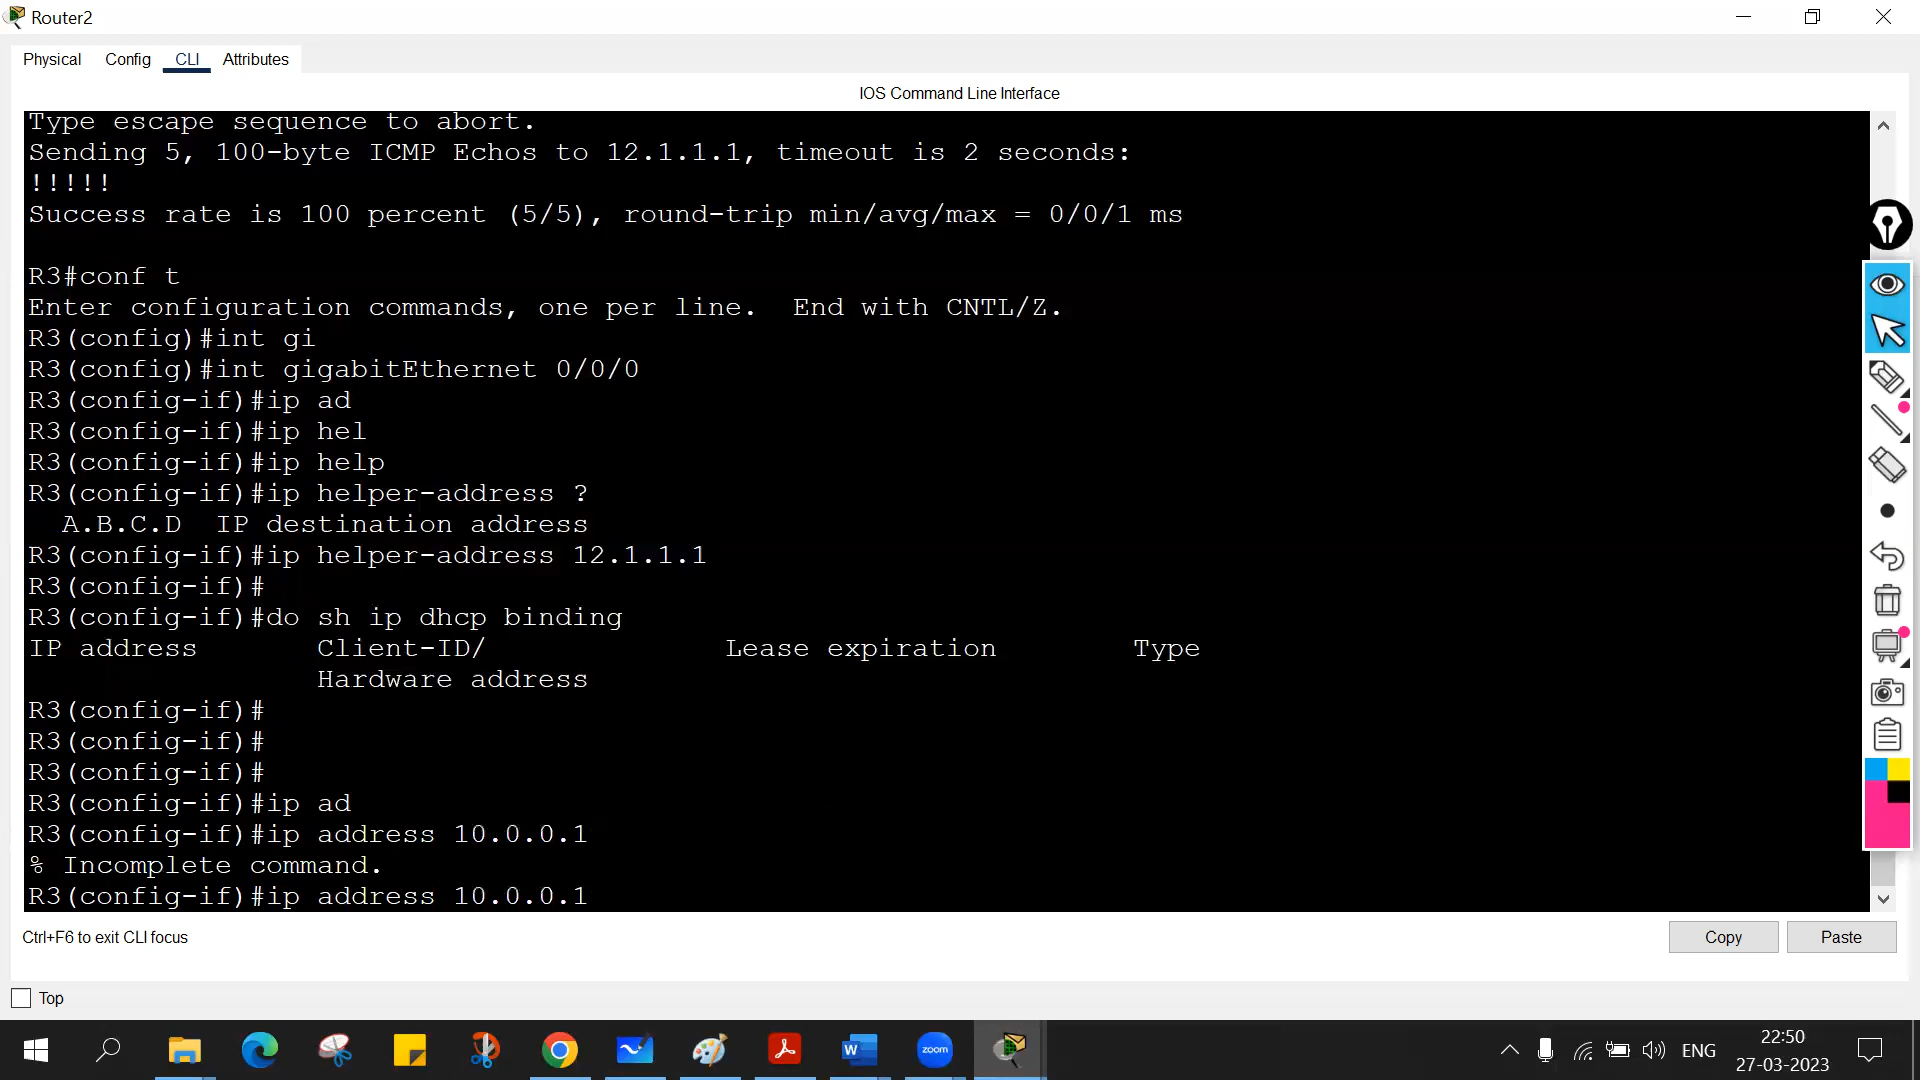 Router2
Physical Config CLI Attributes
IOS Command Line Interface
Type escape sequence to abort.
Sending 5, 100-byte ICMP Echos to 12.1.1.1, timeout is 2 seconds:
!!!!!
Success rate is 100 percent (5/5), round-trip min/avg/max = 0/0/1 ms
R3#conf t
Enter configuration commands, one per line.  End with CNTL/Z.
R3(config)#int gi
R3(config)#int gigabitEthernet 0/0/0
R3(config-if)#ip ad
R3(config-if)#ip hel
R3(config-if)#ip help
R3(config-if)#ip helper-address ?
A.B.C.D  IP destination address
R3(config-if)#ip helper-address 12.1.1.1
R3(config-if)#
R3(config-if)#do sh ip dhcp binding
IP address       Client-ID/              Lease expiration        Type
Hardware address
R3(config-if)#
R3(config-if)#
R3(config-if)#
R3(config-if)#ip ad
R3(config-if)#ip address 10.0.0.1
% Incomplete command.
R3(config-if)#ip address 10.0.0.1
Ctrl+F6 to exit CLI focus
Copy
Paste
Top
W
zoom
ENG
22:50
27-03-2023